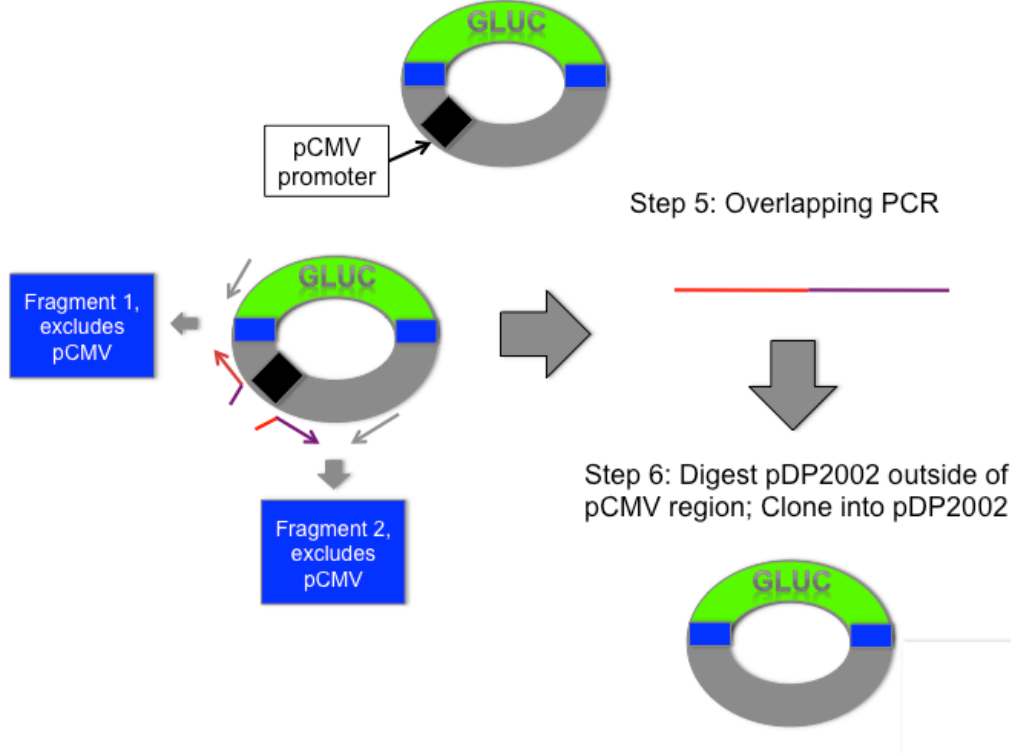 GLUC
pCMV
promoter
Step 5: Overlapping PCR
GLUC
Fragment 1,
excludes
pCMV
Step 6: Digest pDP2002 outside of
pCMV region; Clone into pDP2002
Fragment 2,
excludes
pCMV
GLUC